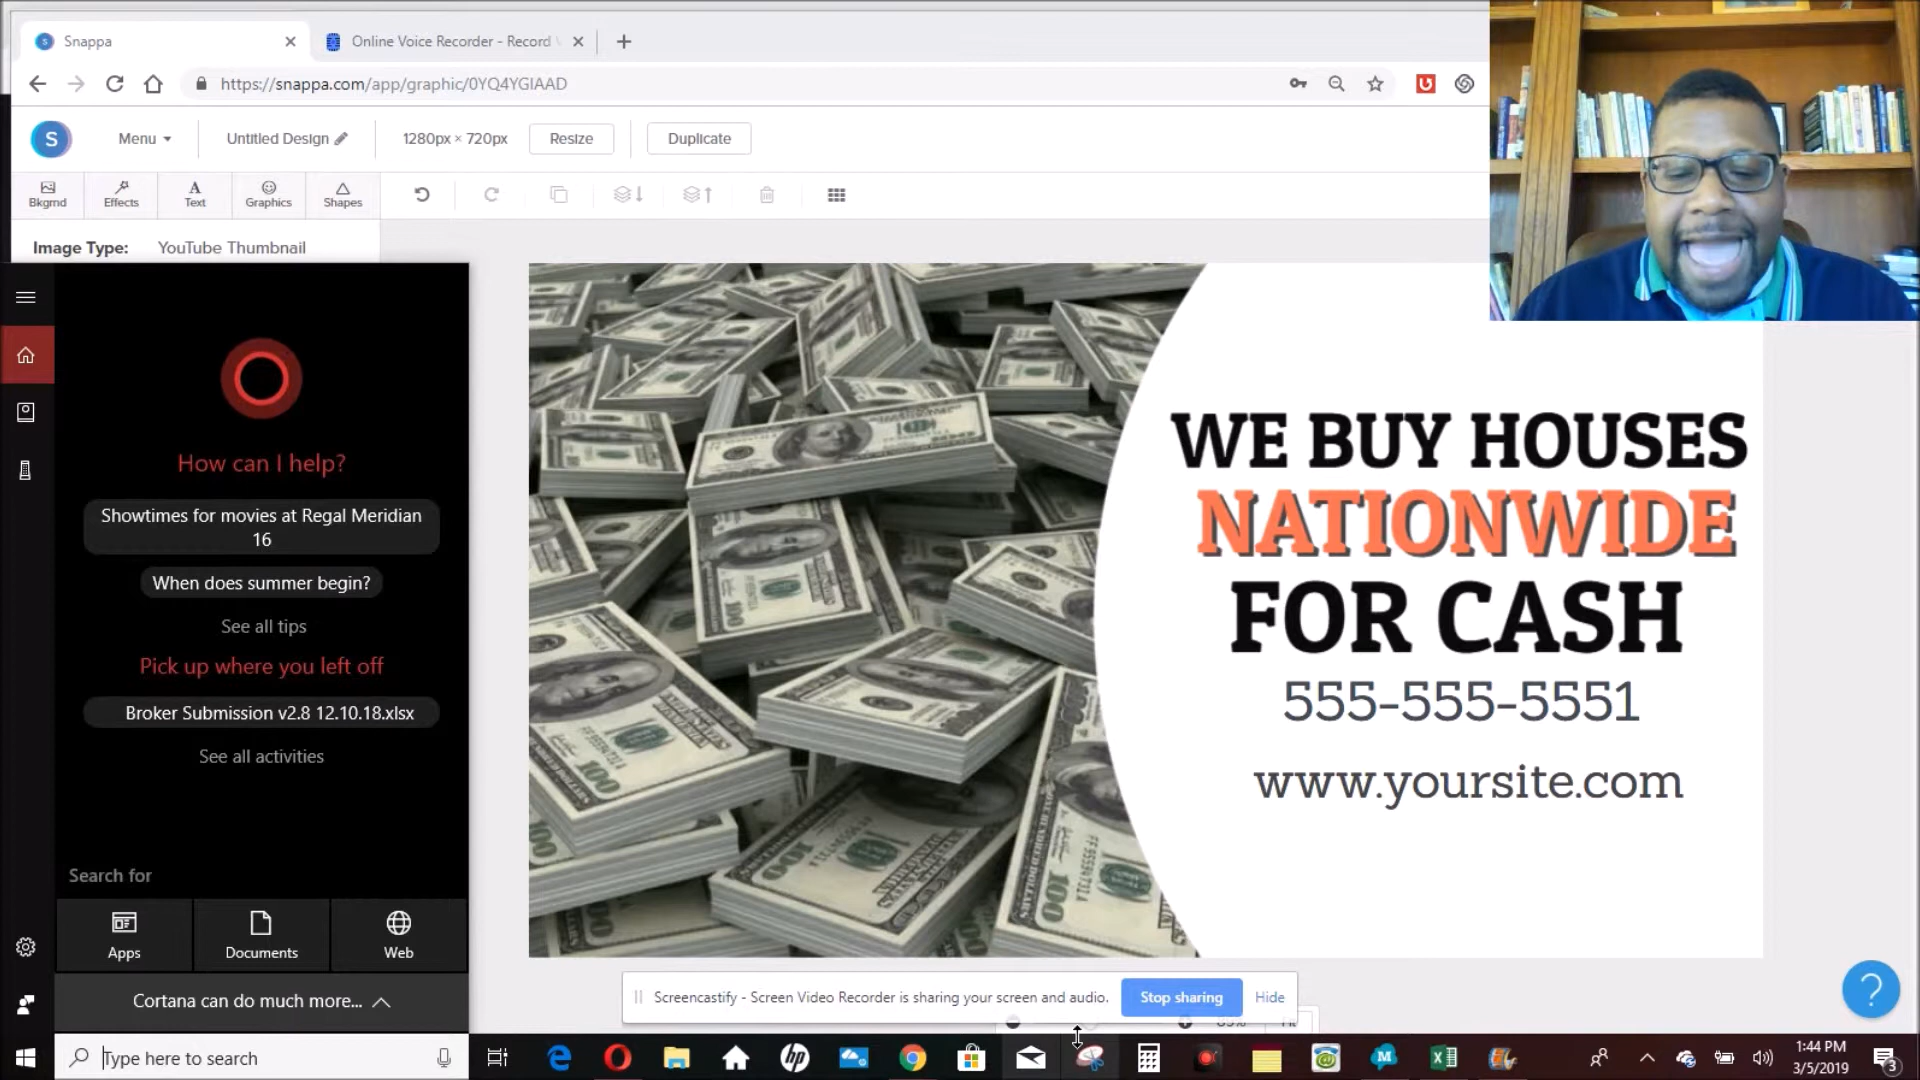 Snappa
Online Voice Recorder - Record
https://snappa.com/app/graphic/0YQ4YGIAAD
S
Menu
Untitled Design
1280px × 720px
Resize
Duplicate
Bkgrnd
Effects
Text
Graphics
Shapes
Image Type: YouTube Thumbnail
How can I help?
Showtimes for movies at Regal Meridian
16
When does summer begin?
See all tips
Pick up where you left off
Broker Submission v2.8 12.10.18.xlsx
See all activities
Search for
Apps
Documents
Web
Cortana can do much more...
Type here to search
WE BUY HOUSES
NATIONWIDE
FOR CASH
555-555-5551
www.yoursite.com
Screencastify - Screen Video Recorder is sharing your screen and audio.
Stop sharing
Hide
1:44 PM
3/5/2019
3